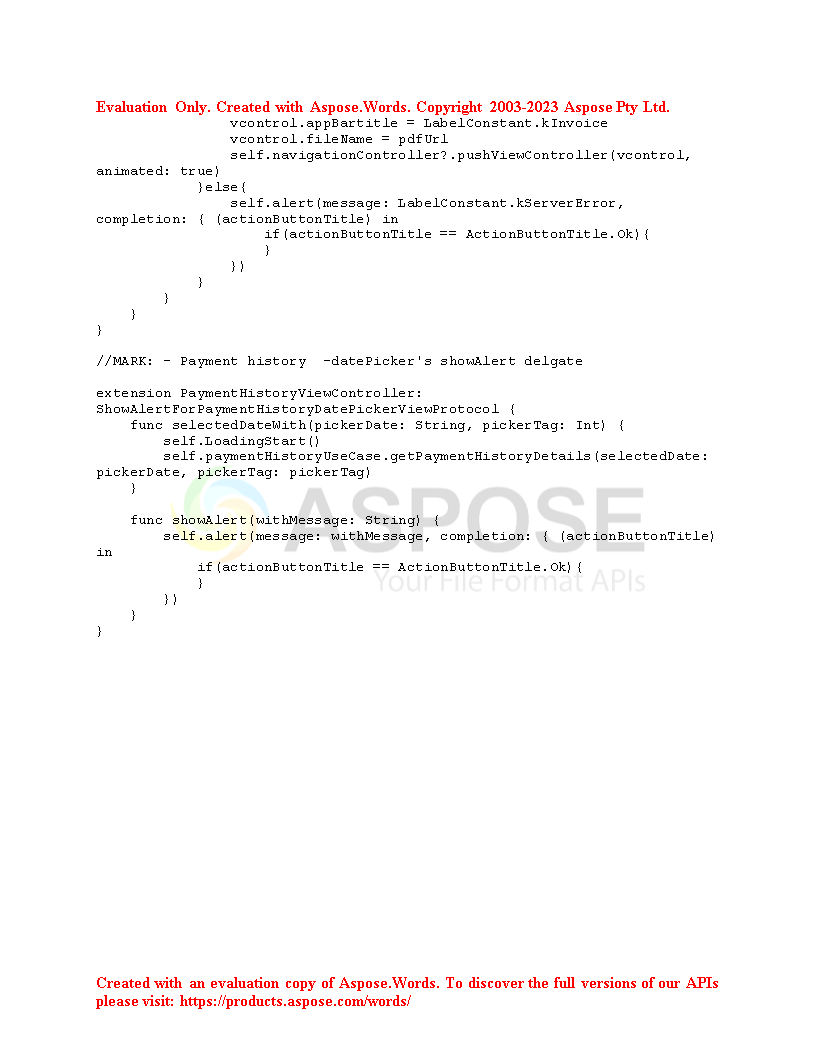 Evaluation Only. Created with Aspose.Words. Copyright 2003-2023 Aspose Pty Ltd.
                vcontrol.appBartitle = LabelConstant.kInvoice
                vcontrol.fileName = pdfUrl
                self.navigationController?.pushViewController(vcontrol,
animated: true)
            }else{
                self.alert(message: LabelConstant.kServerError,
completion: { (actionButtonTitle) in
                    if(actionButtonTitle == ActionButtonTitle.Ok){
                    }
                })
            }
        }
    }
}

//MARK: - Payment history  -datePicker's showAlert delgate

extension PaymentHistoryViewController:
ShowAlertForPaymentHistoryDatePickerViewProtocol {
    func selectedDateWith(pickerDate: String, pickerTag: Int) {
        self.LoadingStart()
        self.paymentHistoryUseCase.getPaymentHistoryDetails(selectedDate:
pickerDate, pickerTag: pickerTag)
    }

    func showAlert(withMessage: String) {
        self.alert(message: withMessage, completion: { (actionButtonTitle)
in
            if(actionButtonTitle == ActionButtonTitle.Ok){
            }
        })
    }
}
ASPOSE
Your File Format APIs
Created with an evaluation copy of Aspose.Words. To discover the full versions of our APIs
please visit: https://products.aspose.com/words/